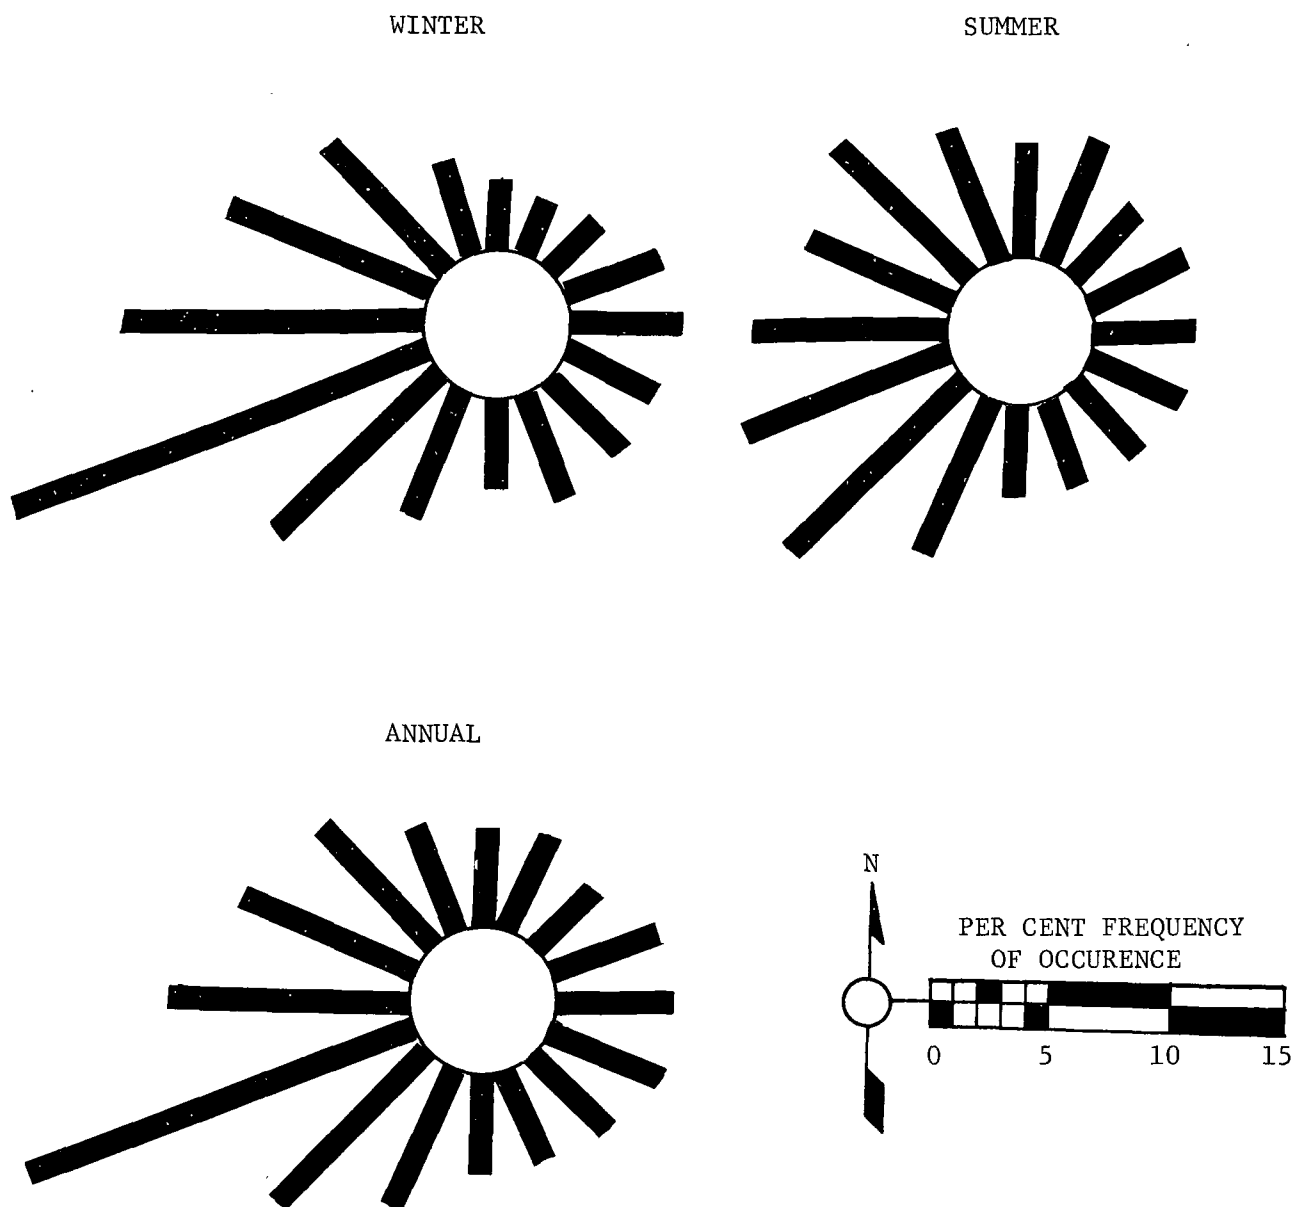 WINTER
SUMMER
ANNUAL
N
PER CENT FREQUENCY
OF OCCURENCE
0 5 10 15